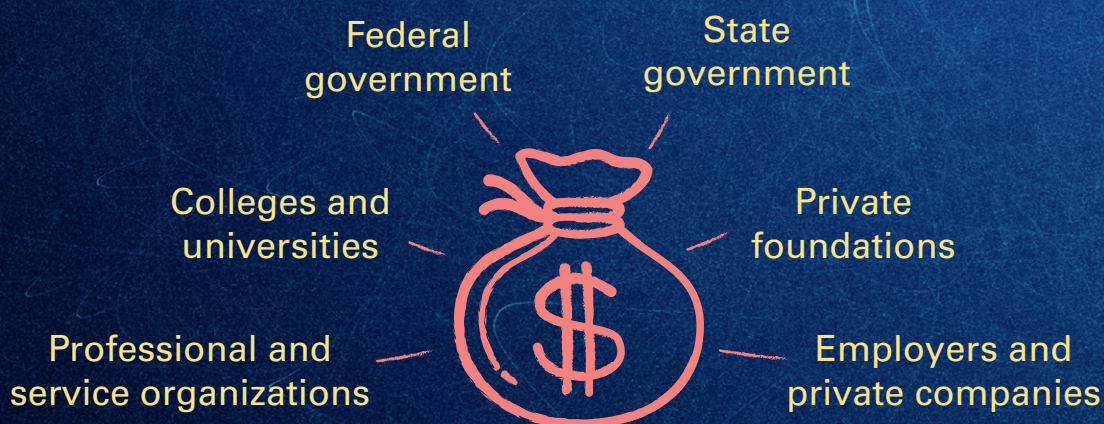 Federal
government
State
government
Colleges and
universities
Private
foundations
$
Professional and
service organizations
Employers and
private companies